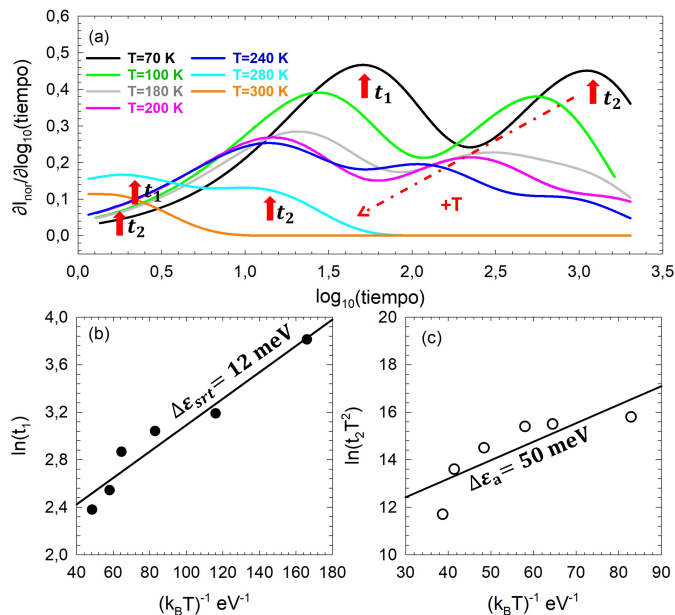 0,6
(a)
0,5
T=70 K T=240 K
T=100 K T=280 K
T=180 K T=300 K
T=200 K
t₁
t₂
0,4
0,3
0,2
t₁
0,1
t₂
t₂
+T
0,0
∂I_nor/∂log₁₀(tiempo)
0,0 0,5 1,0 1,5 2,0 2,5 3,0 3,5
log₁₀(tiempo)
4,0
(b)
3,6
3,2
2,8
2,4
2,0
ln(t₁)
Δε_srt= 12 meV
40 60 80 100 120 140 160 180
(k_BT)⁻¹ eV⁻¹
20
(c)
18
16
14
12
10
ln(t₂T²)
Δε_a= 50 meV
30 40 50 60 70 80 90
(k_BT)⁻¹ eV⁻¹